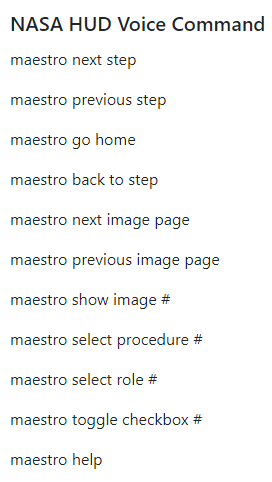 NASA HUD Voice Command
maestro next step
maestro previous step
maestro go home
maestro back to step
maestro next image page
maestro previous image page
maestro show image #
maestro select procedure #
maestro select role #
maestro toggle checkbox #
maestro help